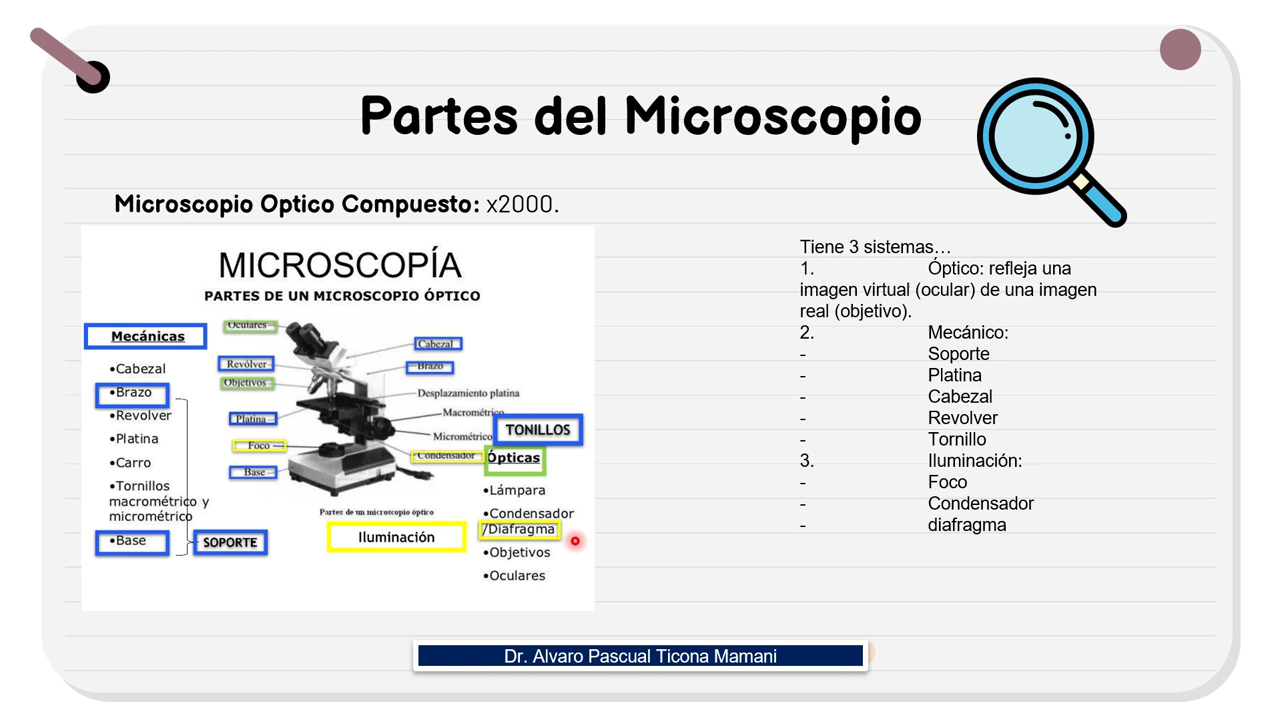 Partes del Microscopio
Microscopio Optico Compuesto: x2000.
MICROSCOPÍA
PARTES DE UN MICROSCOPIO ÓPTICO
Mecánicas
•Cabezal
•Brazo
•Revolver
•Platina
•Carro
•Tornillos
macrométrico y
micrométrico
•Base
SOPORTE
Oculares
Revólver
Objetivos
Platina
Foco
Base
Cabezal
Brazo
Desplazamiento platina
Macrométrico
Micrométrico
Condensador
TONILLOS
Partes de un microscopio óptico
Iluminación
Ópticas
•Lámpara
•Condensador
/Diafragma
•Objetivos
•Oculares
Tiene 3 sistemas…
1. Óptico: refleja una
imagen virtual (ocular) de una imagen
real (objetivo).
2. Mecánico:
- Soporte
- Platina
- Cabezal
- Revolver
- Tornillo
3. Iluminación:
- Foco
- Condensador
- diafragma
Dr. Alvaro Pascual Ticona Mamani